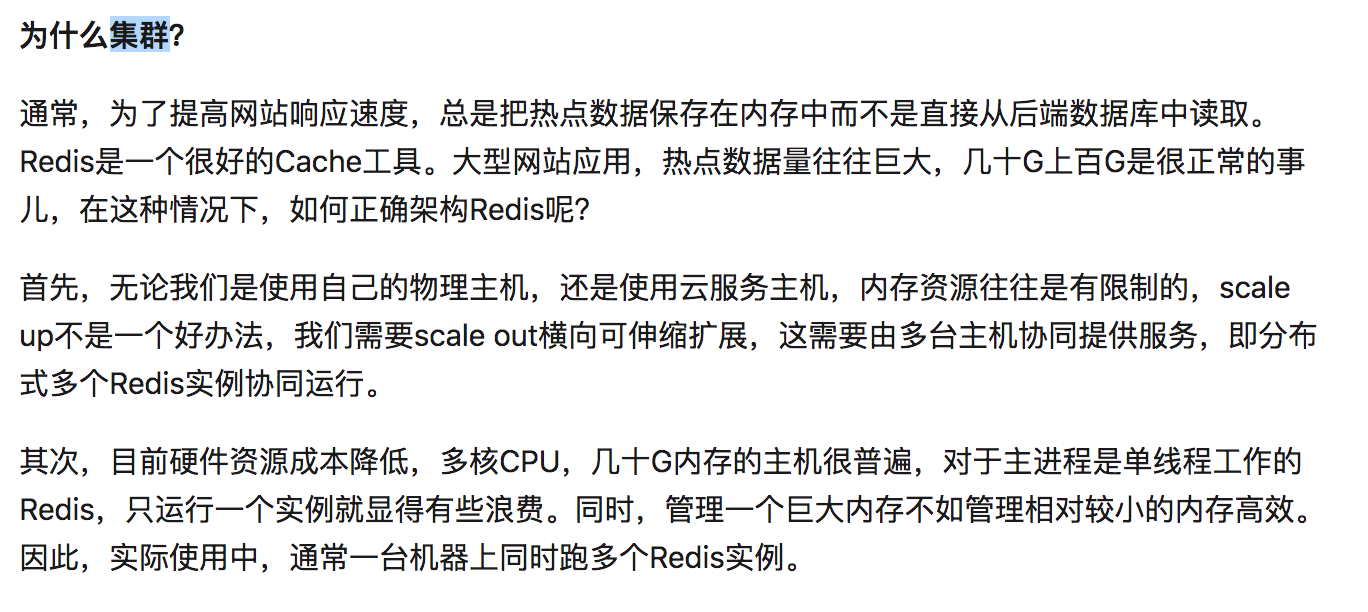 为什么集群?
通常，为了提高网站响应速度，总是把热点数据保存在内存中而不是直接从后端数据库中读取。
Redis是一个很好的Cache工具。大型网站应用，热点数据量往往巨大，几十G上百G是很正常的事
儿，在这种情况下，如何正确架构Redis呢?
首先，无论我们是使用自己的物理主机，还是使用云服务主机，内存资源往往是有限制的，scale
up不是一个好办法，我们需要scale out横向可伸缩扩展，这需要由多台主机协同提供服务，即分布
式多个Redis实例协同运行。
其次，目前硬件资源成本降低，多核CPU，几十G内存的主机很普遍，对于主进程是单线程工作的
Redis，只运行一个实例就显得有些浪费。同时，管理一个巨大内存不如管理相对较小的内存高效。
因此，实际使用中，通常一台机器上同时跑多个Redis实例。